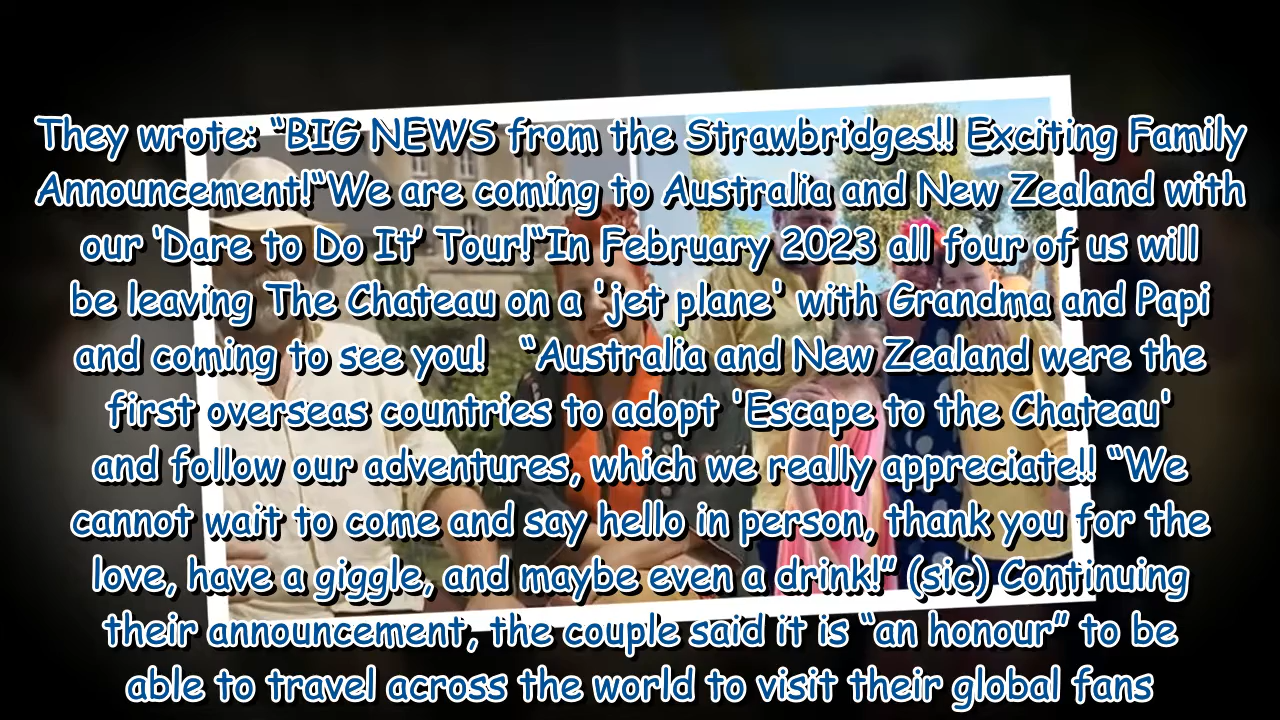 They wrote: “BIG NEWS from the Strawbridges!! Exciting Family
Announcement!“We are coming to Australia and New Zealand with
our ‘Dare to Do It’ Tour!“In February 2023 all four of us will
be leaving The Chateau on a 'jet plane' with Grandma and Papi
and coming to see you!   “Australia and New Zealand were the
first overseas countries to adopt 'Escape to the Chateau'
and follow our adventures, which we really appreciate!! “We
cannot wait to come and say hello in person, thank you for the
love, have a giggle, and maybe even a drink!” (sic) Continuing
their announcement, the couple said it is “an honour” to be
able to travel across the world to visit their global fans